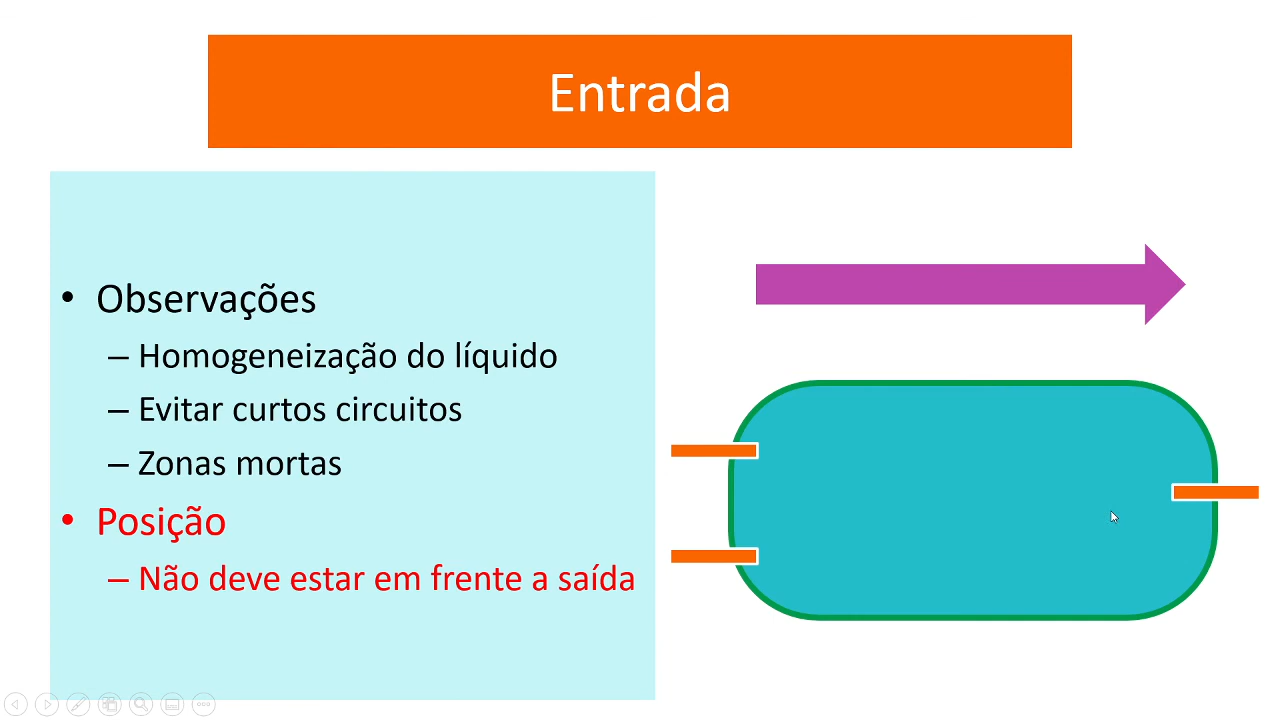 Entrada
• Observações
– Homogeneização do líquido
– Evitar curtos circuitos
– Zonas mortas
• Posição
– Não deve estar em frente a saída